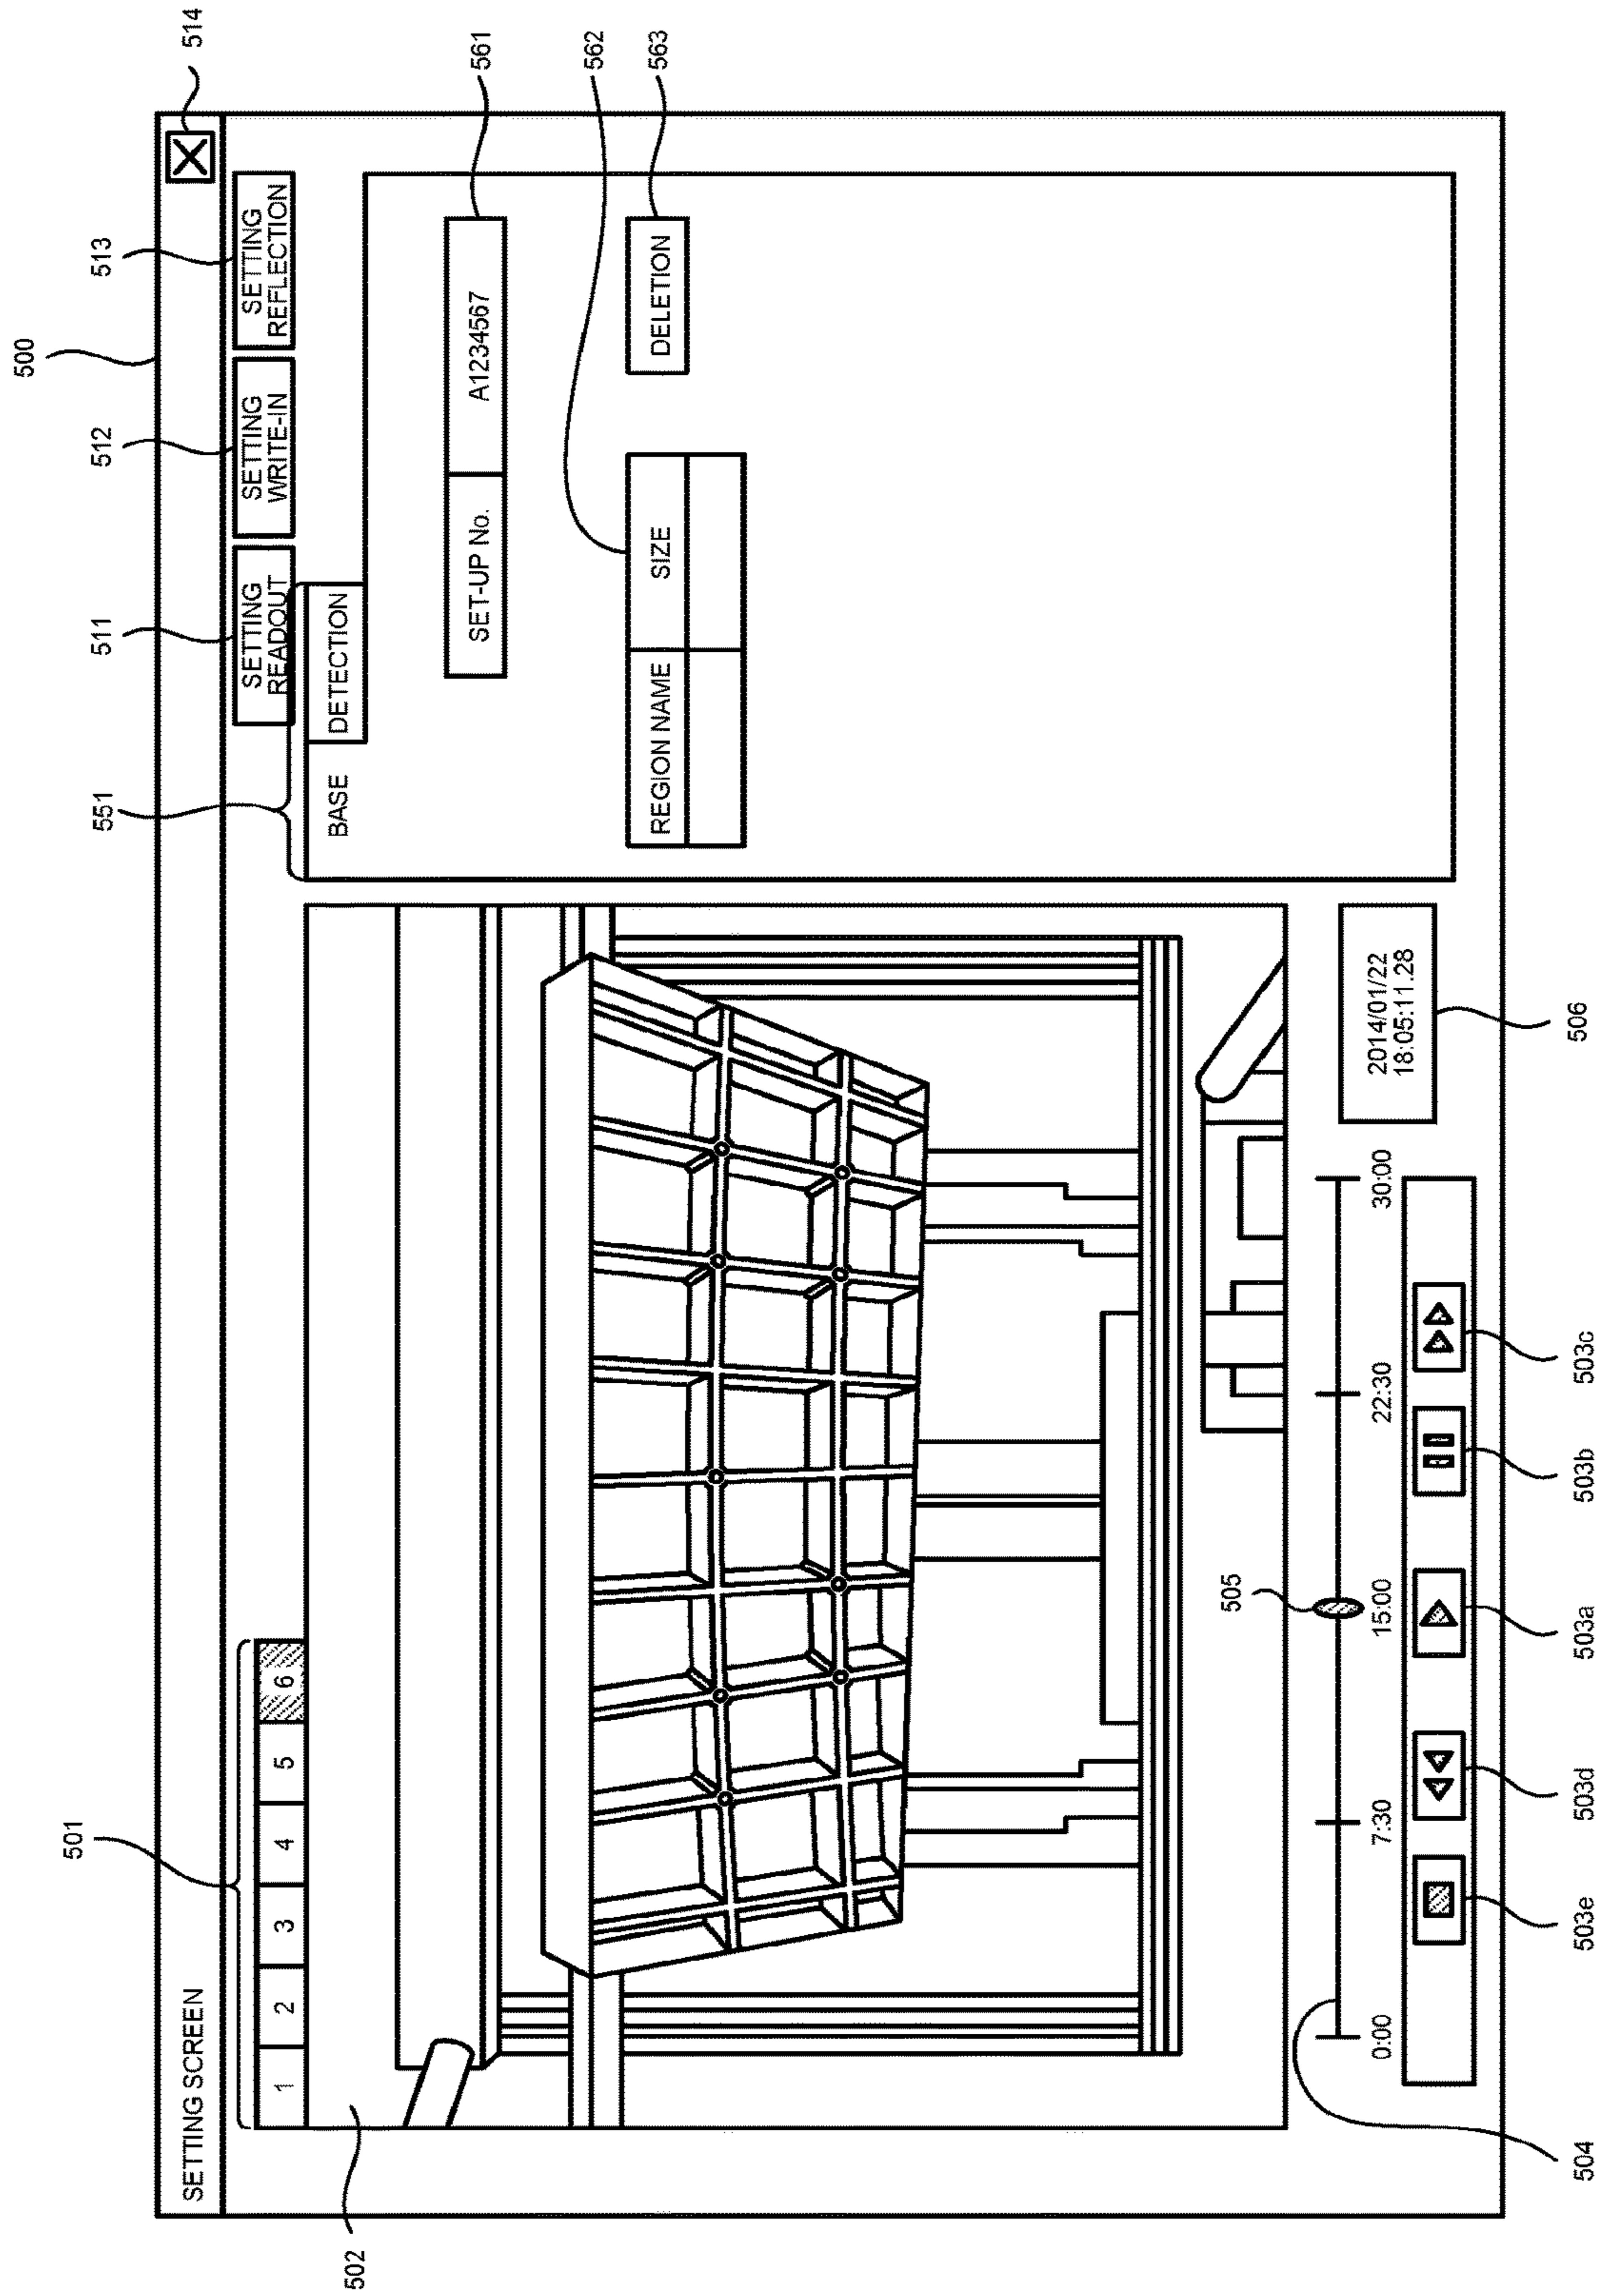 500
514
SETTING SCREEN
501
1
2
3
4
5
6
511
512
513
SETTING
READOUT
SETTING
WRITE-IN
SETTING
REFLECTION
551
BASE
DETECTION
502
561
SET-UP No.
A1234567
562
REGION NAME
SIZE
563
DELETION
505
504
0:00
7:30
15:00
22:30
30:00
2014/01/22
18:05:11.28
506
503e
503d
503a
503b
503c